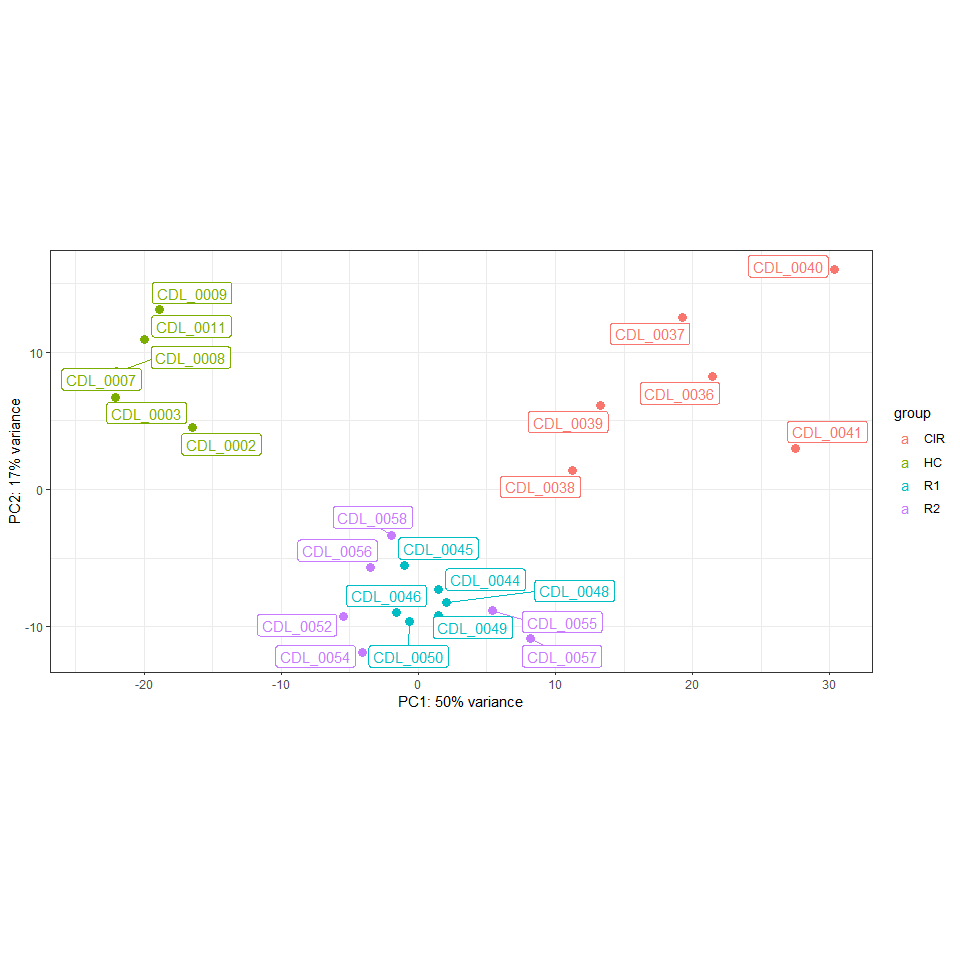 CDL_0040
CDL_0009
CDL_0011
CDL_0037
CDL_0008
CDL_0007
CDL_0036
CDL_0003
CDL_0039
CDL_0002
CDL_0041
CDL_0038
CDL_0058
CDL_0056
CDL_0045
CDL_0044
CDL_0048
CDL_0046
CDL_0052
CDL_0049
CDL_0055
CDL_0054
CDL_0050
CDL_0057
10
0
-10
-20
-10
0
10
20
30
PC1: 50% variance
PC2: 17% variance
group
a CIR
a HC
a R1
a R2